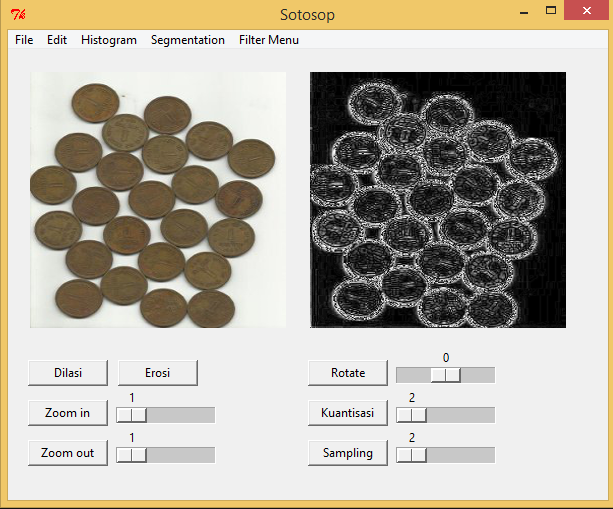 Sotosop
File Edit Histogram Segmentation Filter Menu
Dilasi Erosi Rotate 0
Zoom in 1 Kuantisasi 2
Zoom out 1 Sampling 2